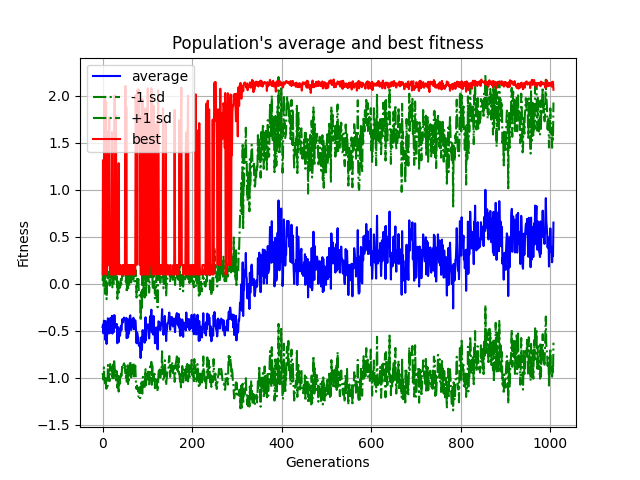 Population's average and best fitness
average
-1 sd
+1 sd
best
2.0
1.5
1.0
0.5
0.0
−0.5
−1.0
−1.5
Fitness
0
200
400
600
800
1000
Generations